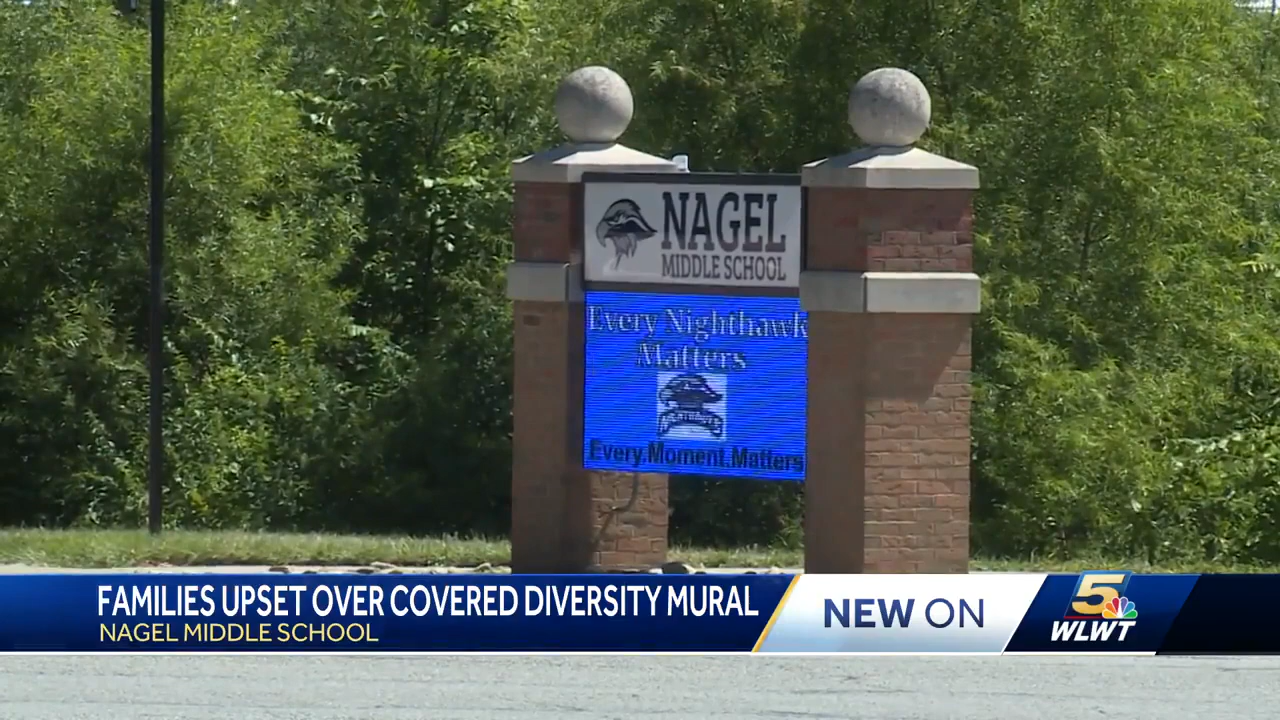 NAGEL
MIDDLE SCHOOL
Every Nighthawk
Matters
Every.Moment.Matters
FAMILIES UPSET OVER COVERED DIVERSITY MURAL
NAGEL MIDDLE SCHOOL
NEW ON
5
WLWT